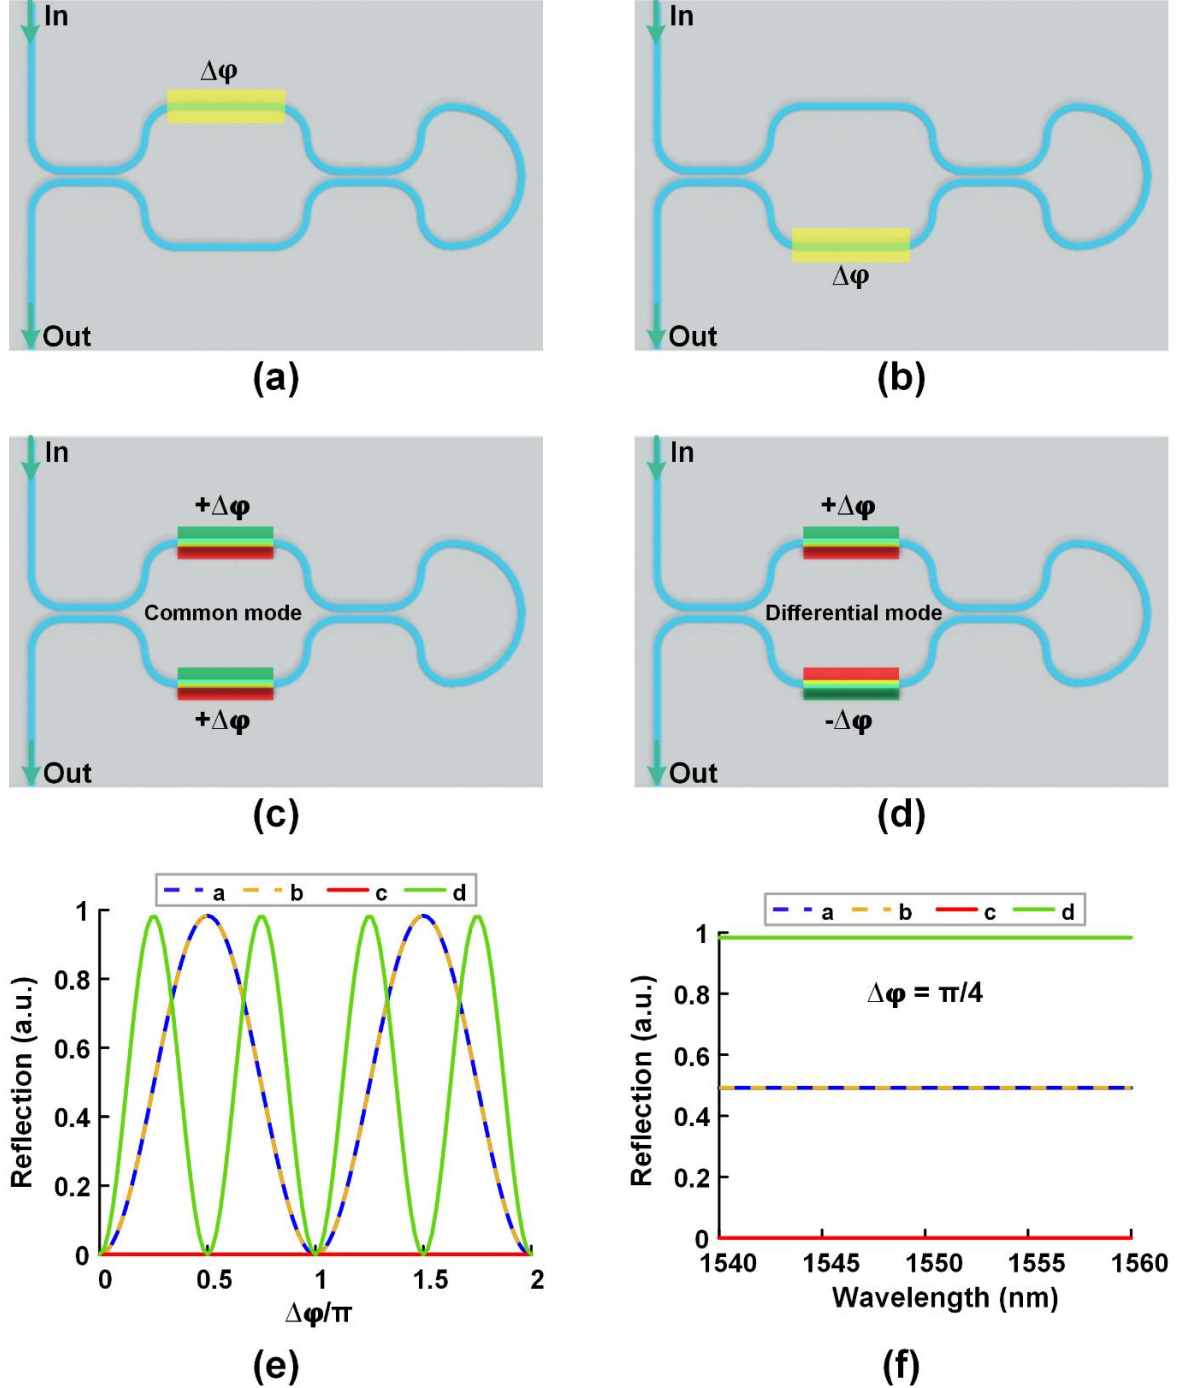 In
Δφ
Out
(a)
In
Δφ
Out
(b)
In
+Δφ
Common mode
+Δφ
Out
(c)
In
+Δφ
Differential mode
-Δφ
Out
(d)
a b c d
Reflection (a.u.)
1
0.8
0.6
0.4
0.2
0
0 0.5 1 1.5 2
Δφ/π
(e)
a b c d
Reflection (a.u.)
1
0.8
0.6
0.4
0.2
0
Δφ = π/4
1540 1545 1550 1555 1560
Wavelength (nm)
(f)